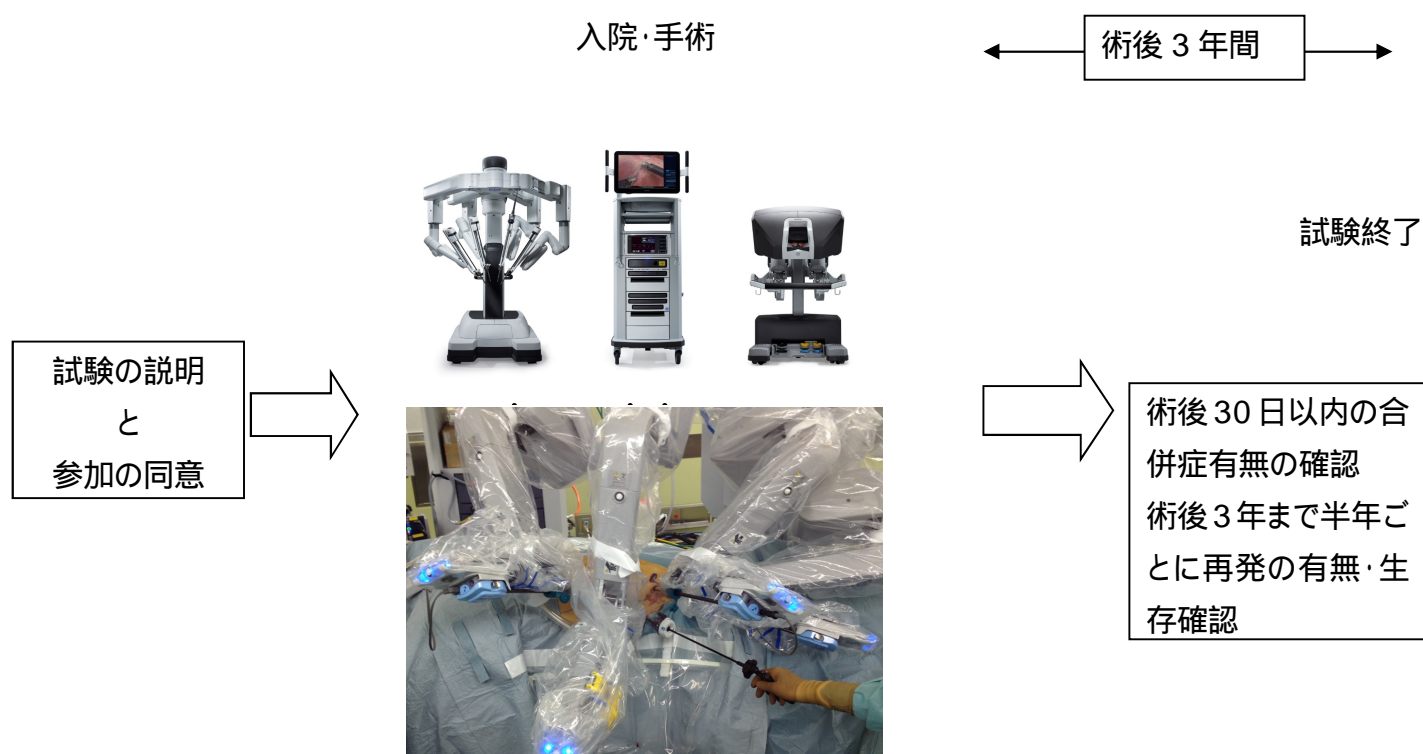 入院・手術
術後 3 年間
試験終了
試験の説明
と
参加の同意
術後 30 日以内の合
併症有無の確認
術後 3 年まで半年ご
とに再発の有無・生
存確認